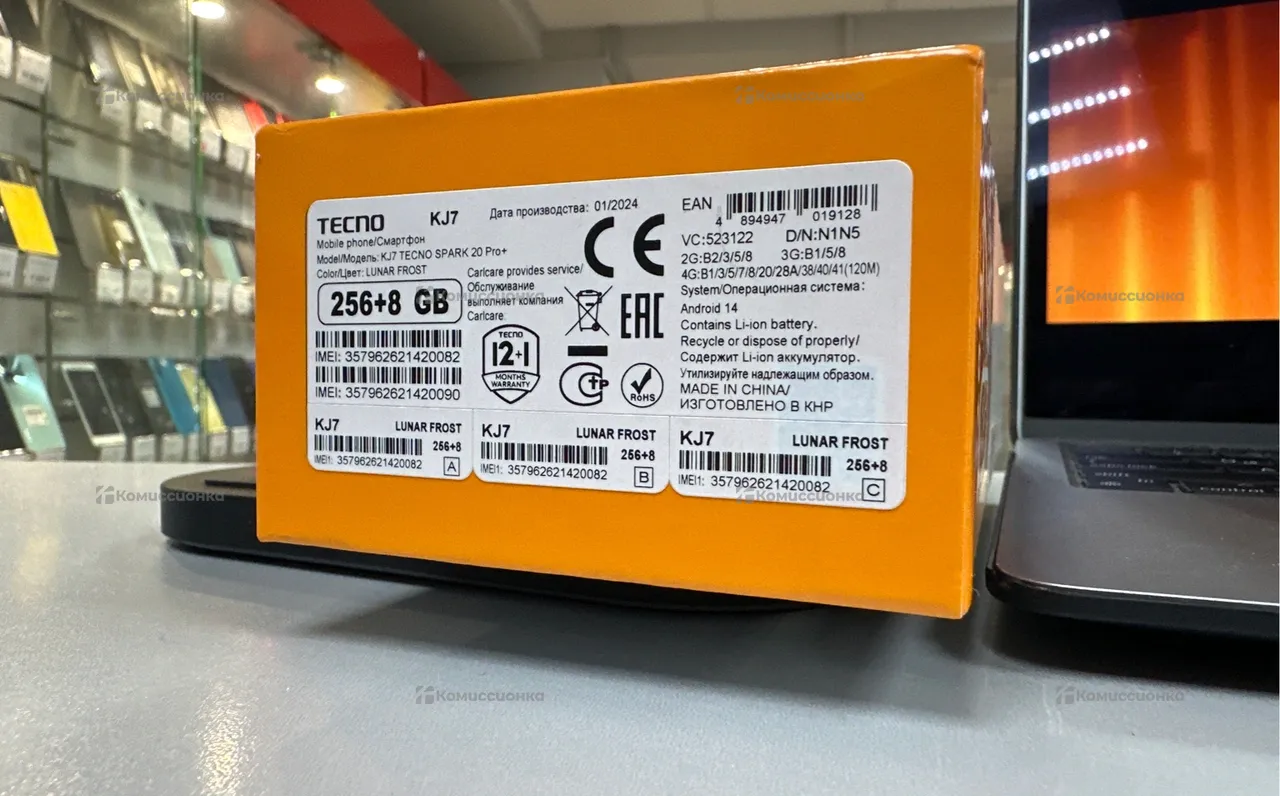 TECNO KJ7 Дата производства: 01/2024
Mobile phone/Смартфон
Model/Модель: KJ7 TECNO SPARK 20 Pro+
Color/Цвет: LUNAR FROST
256+8 GB
Carlcare provides service/
Обслуживание
выполняет компания
Carlcare.
IMEI: 357962621420082
IMEI: 357962621420090
TECNO
12+1
MONTHS
WARRANTY
CE
EAC
RoHS
EAN
4 894947 019128
VC:523122 D/N:N1N5
2G:B2/3/5/8 3G:B1/5/8
4G:B1/3/5/7/8/20/28A/38/40/41(120M)
System/Операционная система:
Android 14
Contains Li-ion battery.
Recycle or dispose of properly/
Содержит Li-ion аккумулятор.
Утилизируйте надлежащим образом.
MADE IN CHINA/
ИЗГОТОВЛЕНО В КНР
KJ7 LUNAR FROST
256+8
IMEI1: 357962621420082 A
KJ7 LUNAR FROST
256+8
IMEI1: 357962621420082 B
KJ7 LUNAR FROST
256+8
IMEI1: 357962621420082 C
control
Комиссионка
Комиссионка
Комиссионка
Комиссионка
Комиссионка
Комиссионка
Комиссионка
Комиссионка